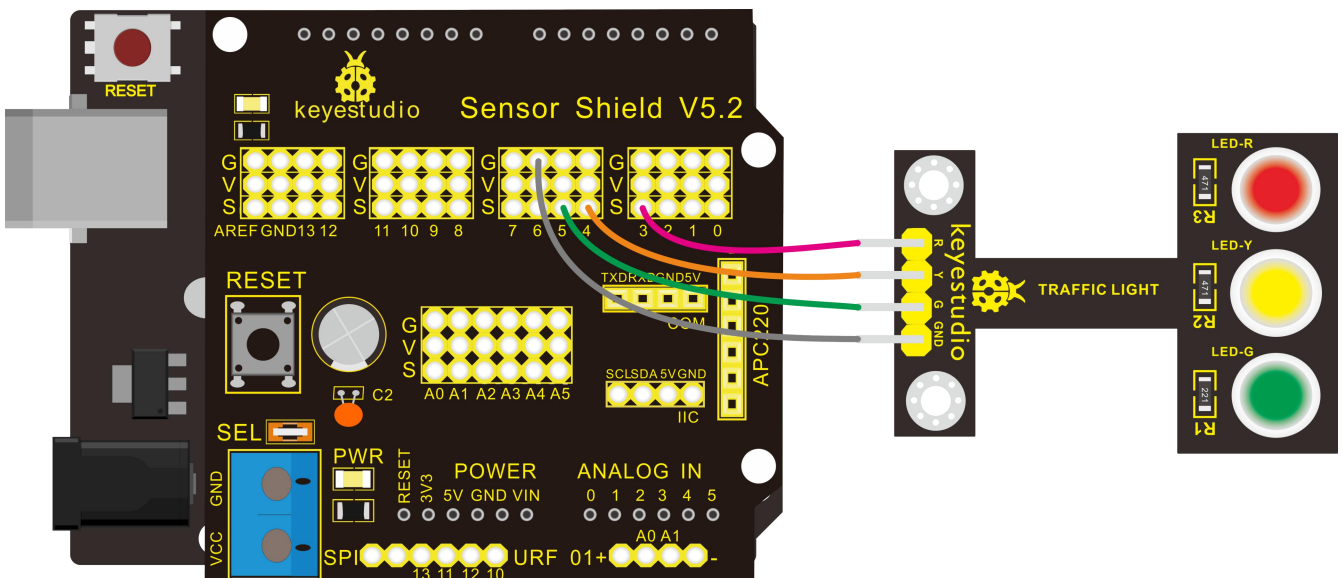 RESET
keyestudio
Sensor Shield V5.2
G
V
S
AREF GND 13 12
G
V
S
11 10 9 8
G
V
S
7 6 5 4
G
V
S
3 2 1 0
RESET
TXD RXD GND 5V
COM
APC220
G
V
S
A0 A1 A2 A3 A4 A5
C2
SCL SDA 5V GND
IIC
SEL
PWR
GND
VCC
RESET
3V3
POWER
5V GND VIN
ANALOG IN
0 1 2 3 4 5
SPI
13 11 12 10
URF 01+
A0 A1
-
R
Y
G
GND
keyestudio
TRAFFIC LIGHT
LED-R
471
R3
LED-Y
471
R2
LED-G
221
R1